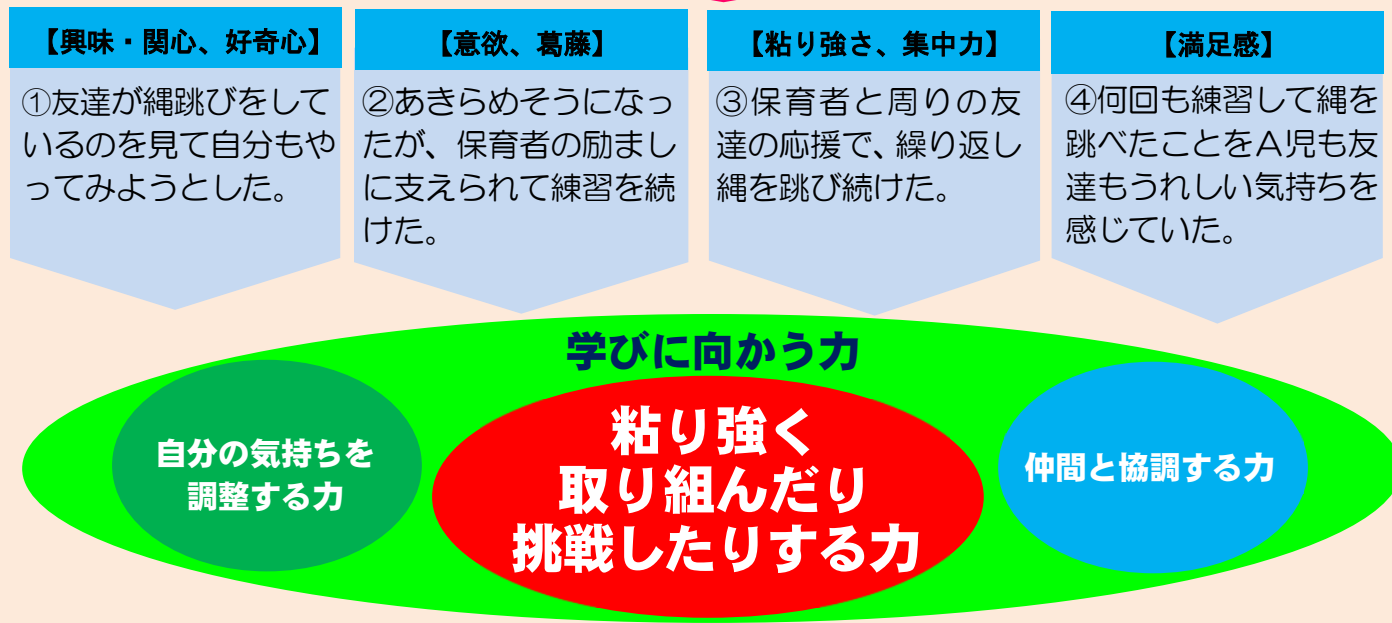 【興味・関心、好奇心】
①友達が縄跳びをして
いるのを見て自分もや
ってみようとした。
【意欲、葛藤】
②あきらめそうになっ
たが、保育者の励まし
に支えられて練習を続
けた。
【粘り強さ、集中力】
③保育者と周りの友
達の応援で、繰り返し
縄を跳び続けた。
【満足感】
④何回も練習して縄を
跳べたことをA児も友
達もうれしい気持ちを
感じていた。
学びに向かう力
自分の気持ちを
調整する力
粘り強く
取り組んだり
挑戦したりする力
仲間と協調する力